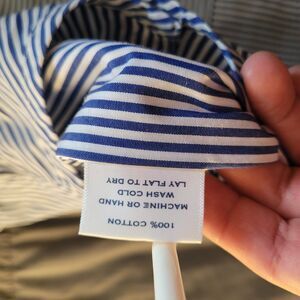 100% COTTON
MACHINE OR HAND
WASH COLD
LAY FLAT TO DRY